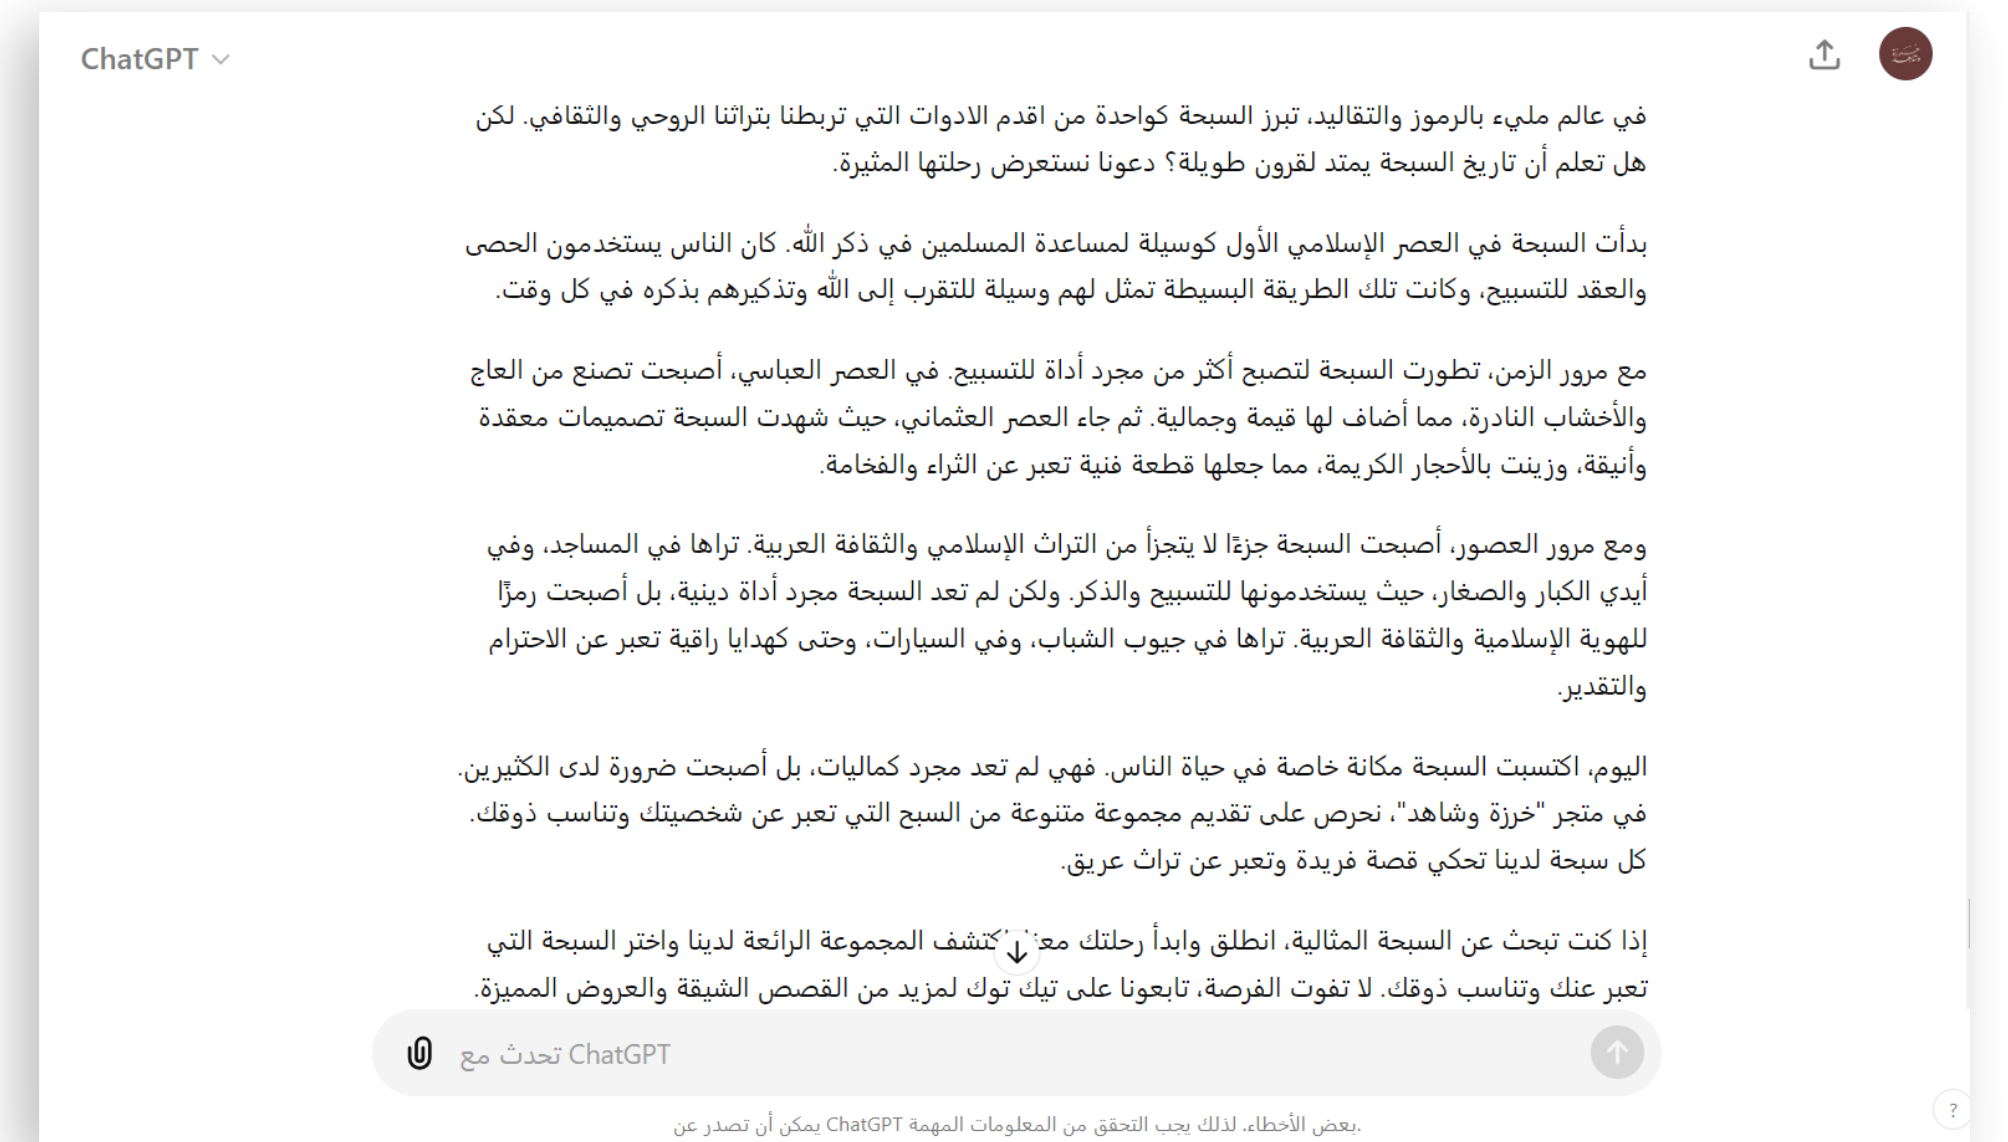 ChatGPT
في عالم مليء بالرموز والتقاليد، تبرز السبحة كواحدة من اقدم الادوات التي تربطنا بتراثنا الروحي والثقافي. لكن
هل تعلم أن تاريخ السبحة يمتد لقرون طويلة؟ دعونا نستعرض رحلتها المثيرة.
بدأت السبحة في العصر الإسلامي الأول كوسيلة لمساعدة المسلمين في ذكر الله. كان الناس يستخدمون الحصى
والعقد للتسبيح، وكانت تلك الطريقة البسيطة تمثل لهم وسيلة للتقرب إلى الله وتذكيرهم بذكره في كل وقت.
مع مرور الزمن، تطورت السبحة لتصبح أكثر من مجرد أداة للتسبيح. في العصر العباسي، أصبحت تصنع من العاج
والأخشاب النادرة، مما أضاف لها قيمة وجمالية. ثم جاء العصر العثماني، حيث شهدت السبحة تصميمات معقدة
وأنيقة، وزينت بالأحجار الكريمة، مما جعلها قطعة فنية تعبر عن الثراء والفخامة.
ومع مرور العصور، أصبحت السبحة جزءًا لا يتجزأ من التراث الإسلامي والثقافة العربية. تراها في المساجد، وفي
أيدي الكبار والصغار، حيث يستخدمونها للتسبيح والذكر. ولكن لم تعد السبحة مجرد أداة دينية، بل أصبحت رمزًا
للهوية الإسلامية والثقافة العربية. تراها في جيوب الشباب، وفي السيارات، وحتى كهدايا راقية تعبر عن الاحترام
والتقدير.
اليوم، اكتسبت السبحة مكانة خاصة في حياة الناس. فهي لم تعد مجرد كماليات، بل أصبحت ضرورة لدى الكثيرين.
في متجر "خرزة وشاهد"، نحرص على تقديم مجموعة متنوعة من السبح التي تعبر عن شخصيتك وتناسب ذوقك.
كل سبحة لدينا تحكي قصة فريدة وتعبر عن تراث عريق.
إذا كنت تبحث عن السبحة المثالية، انطلق وابدأ رحلتك المجموعة الرائعة لدينا واختر السبحة التي
تعبر عنك وتناسب ذوقك. لا تفوت الفرصة، تابعونا على تيك توك لمزيد من القصص الشيقة والعروض المميزة.
تحدث مع ChatGPT
.بعض الأخطاء. لذلك يجب التحقق من المعلومات المهمة ChatGPT يمكن أن تصدر عن
?